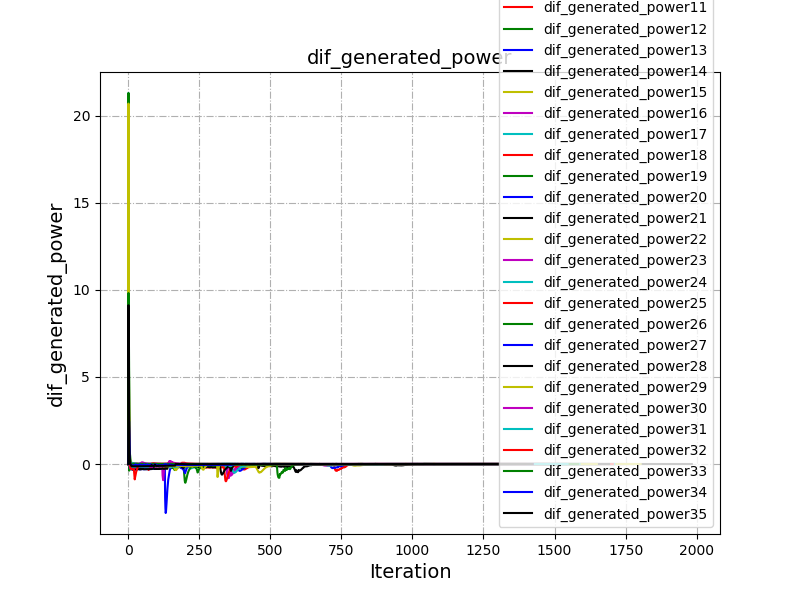 dif_generated_power
dif_generated_power
20
15
10
5
0
0
250
500
750
1000
1250
1500
1750
2000
Iteration
dif_generated_power11
dif_generated_power12
dif_generated_power13
dif_generated_power14
dif_generated_power15
dif_generated_power16
dif_generated_power17
dif_generated_power18
dif_generated_power19
dif_generated_power20
dif_generated_power21
dif_generated_power22
dif_generated_power23
dif_generated_power24
dif_generated_power25
dif_generated_power26
dif_generated_power27
dif_generated_power28
dif_generated_power29
dif_generated_power30
dif_generated_power31
dif_generated_power32
dif_generated_power33
dif_generated_power34
dif_generated_power35